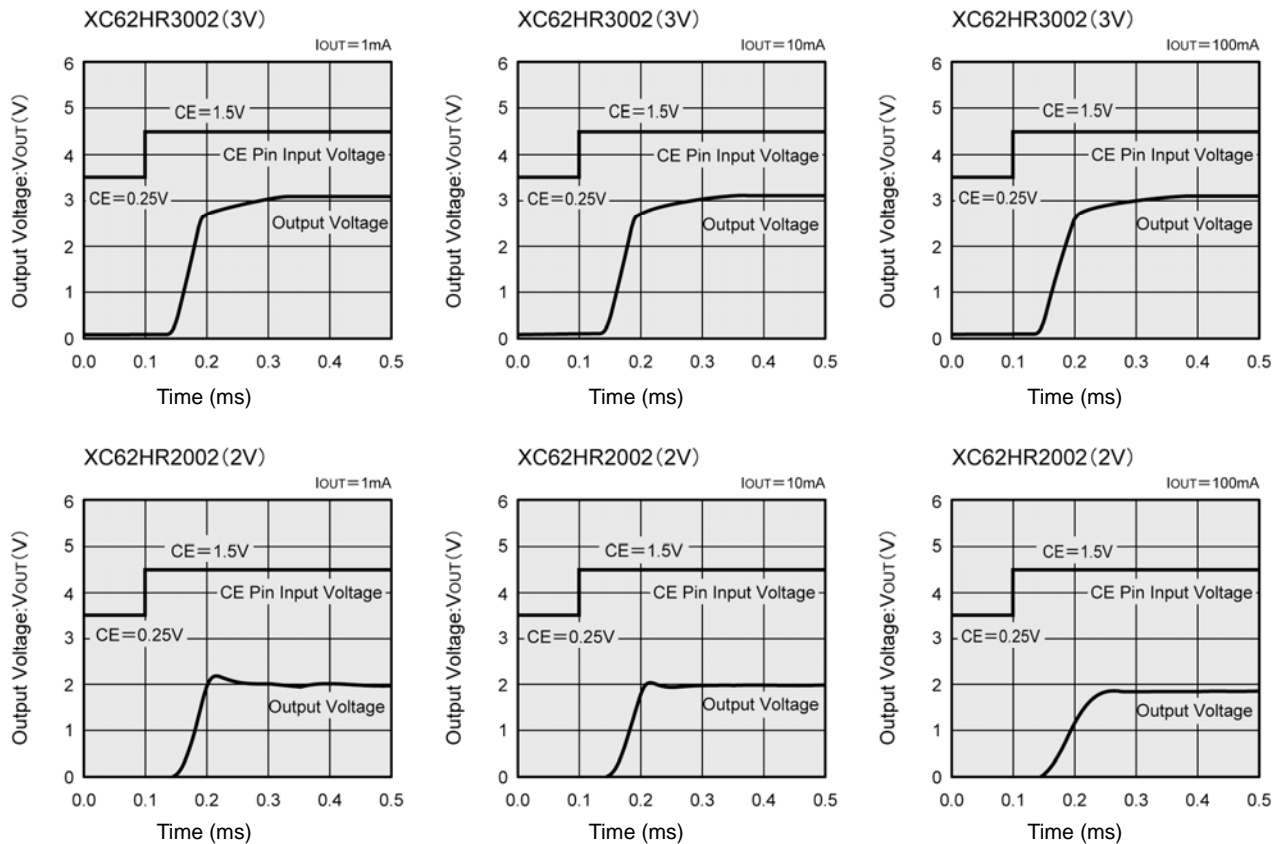 XC62HR3002(3V)
IOUT=1mA
Output Voltage:VOUT(V)
6
5
4
3
2
1
0
CE=1.5V
CE Pin Input Voltage
CE=0.25V
Output Voltage
0.0 0.1 0.2 0.3 0.4 0.5
Time (ms)
XC62HR3002(3V)
IOUT=10mA
Output Voltage:VOUT(V)
6
5
4
3
2
1
0
CE=1.5V
CE Pin Input Voltage
CE=0.25V
Output Voltage
0.0 0.1 0.2 0.3 0.4 0.5
Time (ms)
XC62HR3002(3V)
IOUT=100mA
Output Voltage:VOUT(V)
6
5
4
3
2
1
0
CE=1.5V
CE Pin Input Voltage
CE=0.25V
Output Voltage
0.0 0.1 0.2 0.3 0.4 0.5
Time (ms)
XC62HR2002(2V)
IOUT=1mA
Output Voltage:VOUT(V)
6
5
4
3
2
1
0
CE=1.5V
CE Pin Input Voltage
CE=0.25V
Output Voltage
0.0 0.1 0.2 0.3 0.4 0.5
Time (ms)
XC62HR2002(2V)
IOUT=10mA
Output Voltage:VOUT(V)
6
5
4
3
2
1
0
CE=1.5V
CE Pin Input Voltage
CE=0.25V
Output Voltage
0.0 0.1 0.2 0.3 0.4 0.5
Time (ms)
XC62HR2002(2V)
IOUT=100mA
Output Voltage:VOUT(V)
6
5
4
3
2
1
0
CE=1.5V
CE Pin Input Voltage
CE=0.25V
Output Voltage
0.0 0.1 0.2 0.3 0.4 0.5
Time (ms)